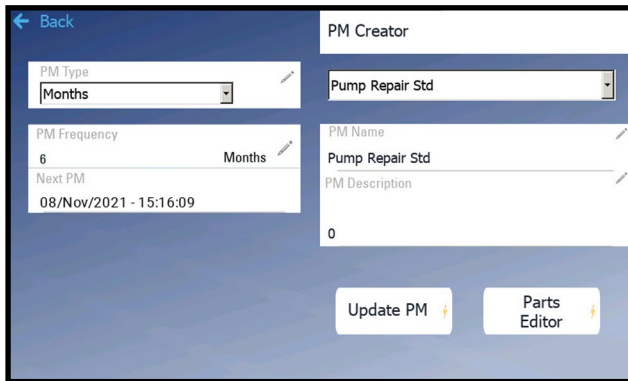 Back
PM Creator
PM Type
Months
Pump Repair Std
PM Frequency
6 Months
Next PM
08/Nov/2021 - 15:16:09
PM Name
Pump Repair Std
PM Description
0
Update PM
Parts
Editor